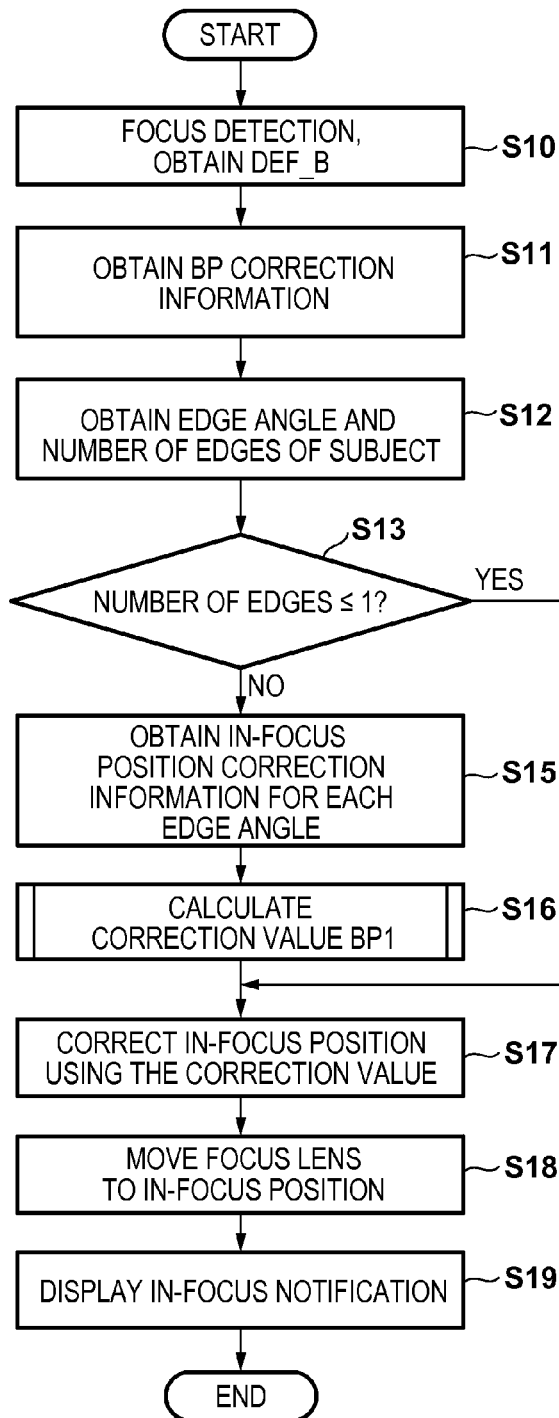 START
FOCUS DETECTION,
OBTAIN DEF_B
S10
OBTAIN BP CORRECTION
INFORMATION
S11
OBTAIN EDGE ANGLE AND
NUMBER OF EDGES OF SUBJECT
S12
S13
NUMBER OF EDGES ≤ 1?
YES
NO
OBTAIN IN-FOCUS
POSITION CORRECTION
INFORMATION FOR EACH
EDGE ANGLE
S15
CALCULATE
CORRECTION VALUE BP1
S16
CORRECT IN-FOCUS POSITION
USING THE CORRECTION VALUE
S17
MOVE FOCUS LENS
TO IN-FOCUS POSITION
S18
DISPLAY IN-FOCUS NOTIFICATION
S19
END